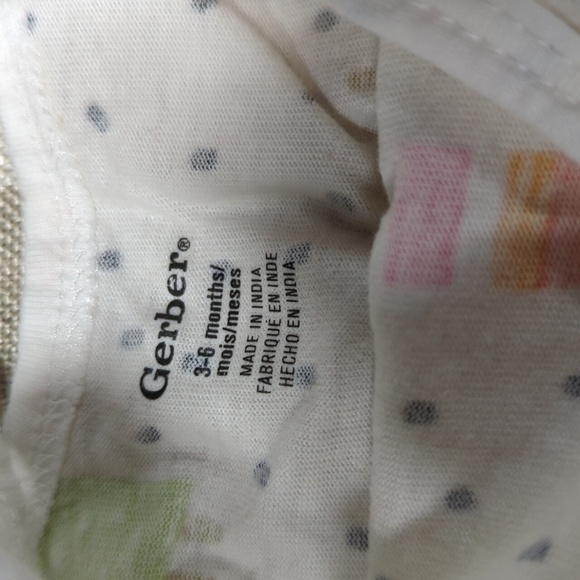 Gerber®
3-6 months/
mois/meses
MADE IN INDIA
FABRIQUÉ EN INDE
HECHO EN INDIA